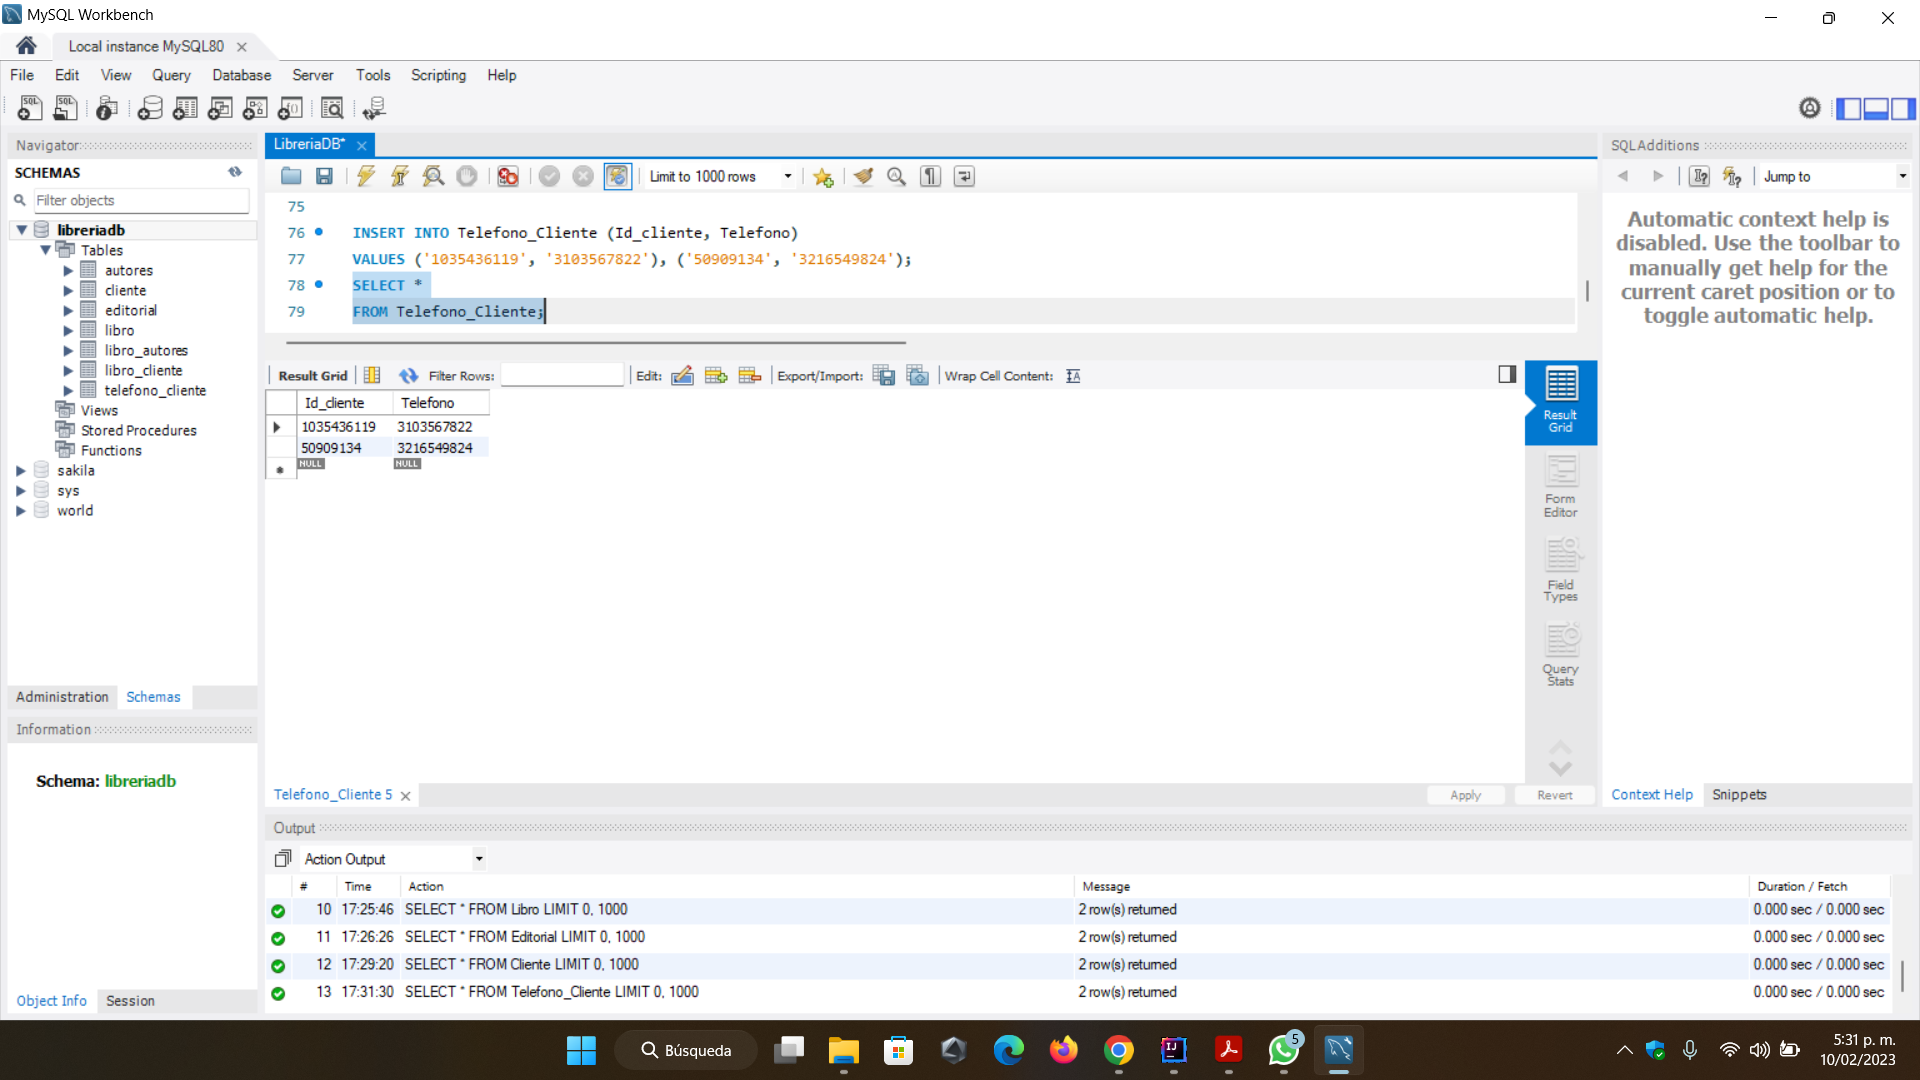 MySQL Workbench
Local instance MySQL80
File Edit View Query Database Server Tools Scripting Help
Navigator
SCHEMAS
Filter objects
libreriadb
Tables
autores
cliente
editorial
libro
libro_autores
libro_cliente
telefono_cliente
Views
Stored Procedures
Functions
sakila
sys
world
Administration Schemas
Information
Schema: libreriadb
Object Info Session
LibreriaDB*
Limit to 1000 rows
75
76 INSERT INTO Telefono_Cliente (Id_cliente, Telefono)
77 VALUES ('1035436119', '3103567822'), ('50909134', '3216549824');
78 SELECT *
79 FROM Telefono_Cliente;
Result Grid Filter Rows: Edit: Export/Import: Wrap Cell Content:
Id_cliente Telefono
1035436119 3103567822
50909134 3216549824
NULL NULL
Result Grid
Form Editor
Field Types
Query Stats
Telefono_Cliente 5
Apply Revert
SQLAdditions
Jump to
Automatic context help is
disabled. Use the toolbar to
manually get help for the
current caret position or to
toggle automatic help.
Context Help Snippets
Output
Action Output
# Time Action Message Duration / Fetch
10 17:25:46 SELECT * FROM Libro LIMIT 0, 1000 2 row(s) returned 0.000 sec / 0.000 sec
11 17:26:26 SELECT * FROM Editorial LIMIT 0, 1000 2 row(s) returned 0.000 sec / 0.000 sec
12 17:29:20 SELECT * FROM Cliente LIMIT 0, 1000 2 row(s) returned 0.000 sec / 0.000 sec
13 17:31:30 SELECT * FROM Telefono_Cliente LIMIT 0, 1000 2 row(s) returned 0.000 sec / 0.000 sec
Búsqueda
5
5:31 p. m.
10/02/2023